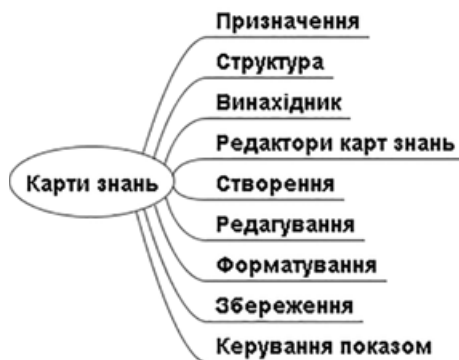 Призначення
Структура
Винахідник
Редактори карт знань
Карти знань
Створення
Редагування
Форматування
Збереження
Керування показом